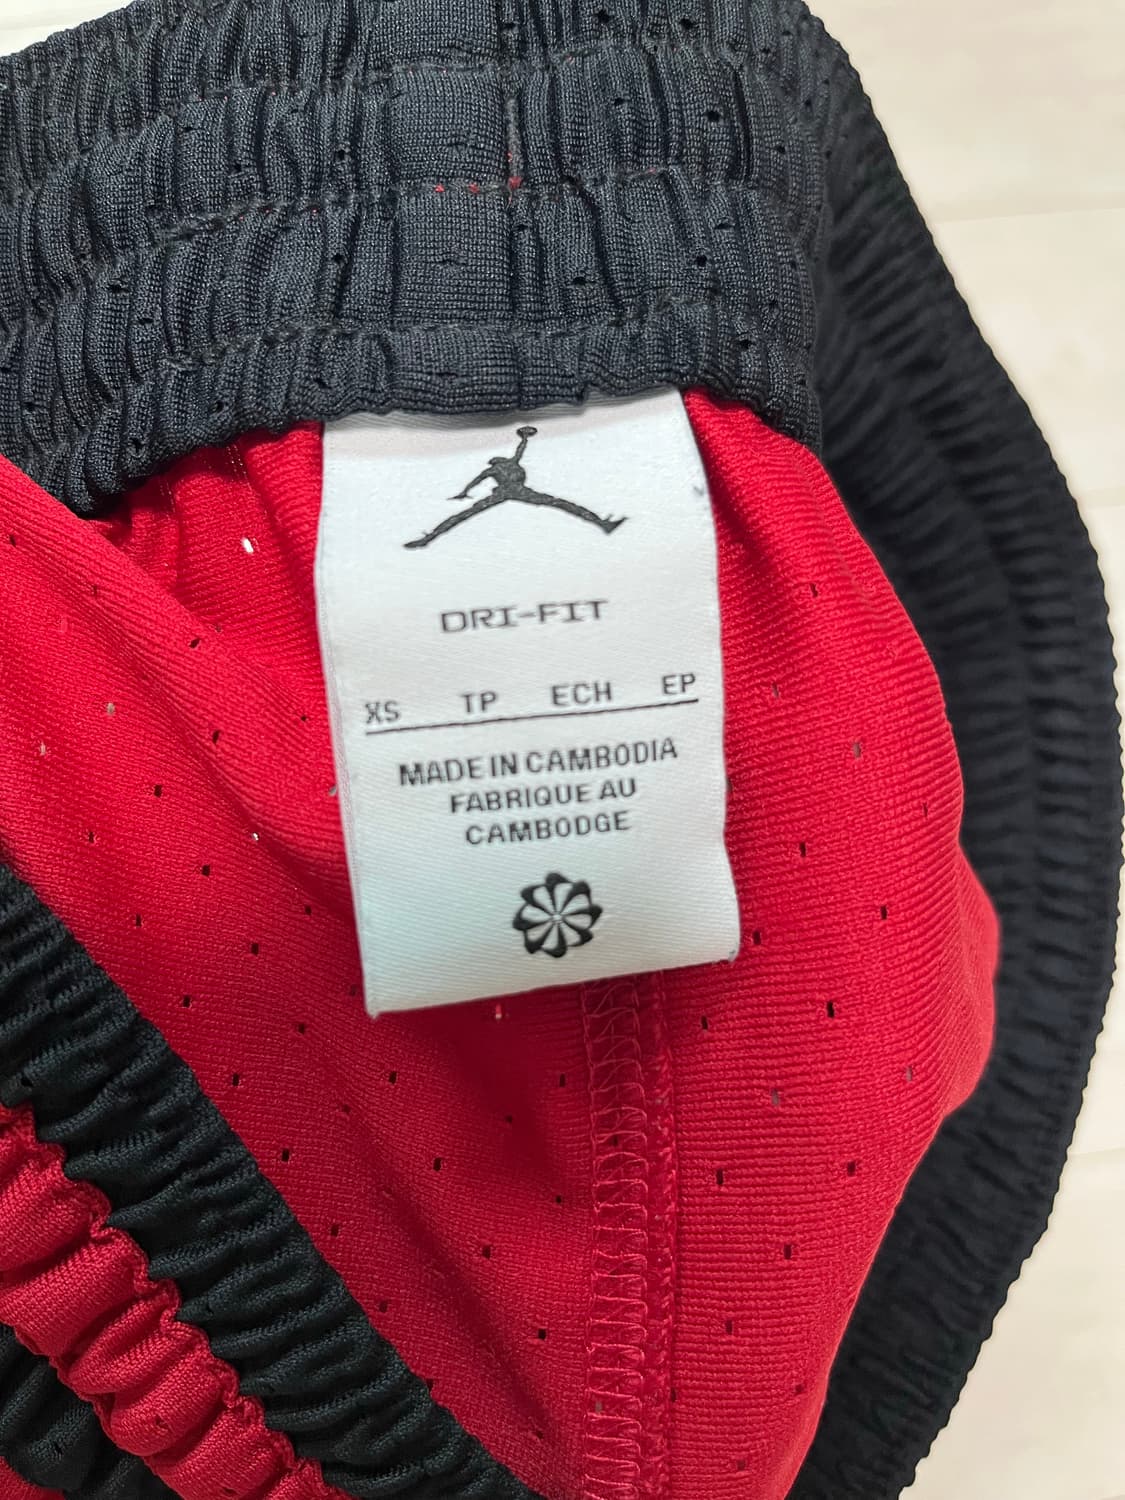 DRI-FIT
XS TP ECH EP
MADE IN CAMBODIA
FABRIQUE AU
CAMBODGE